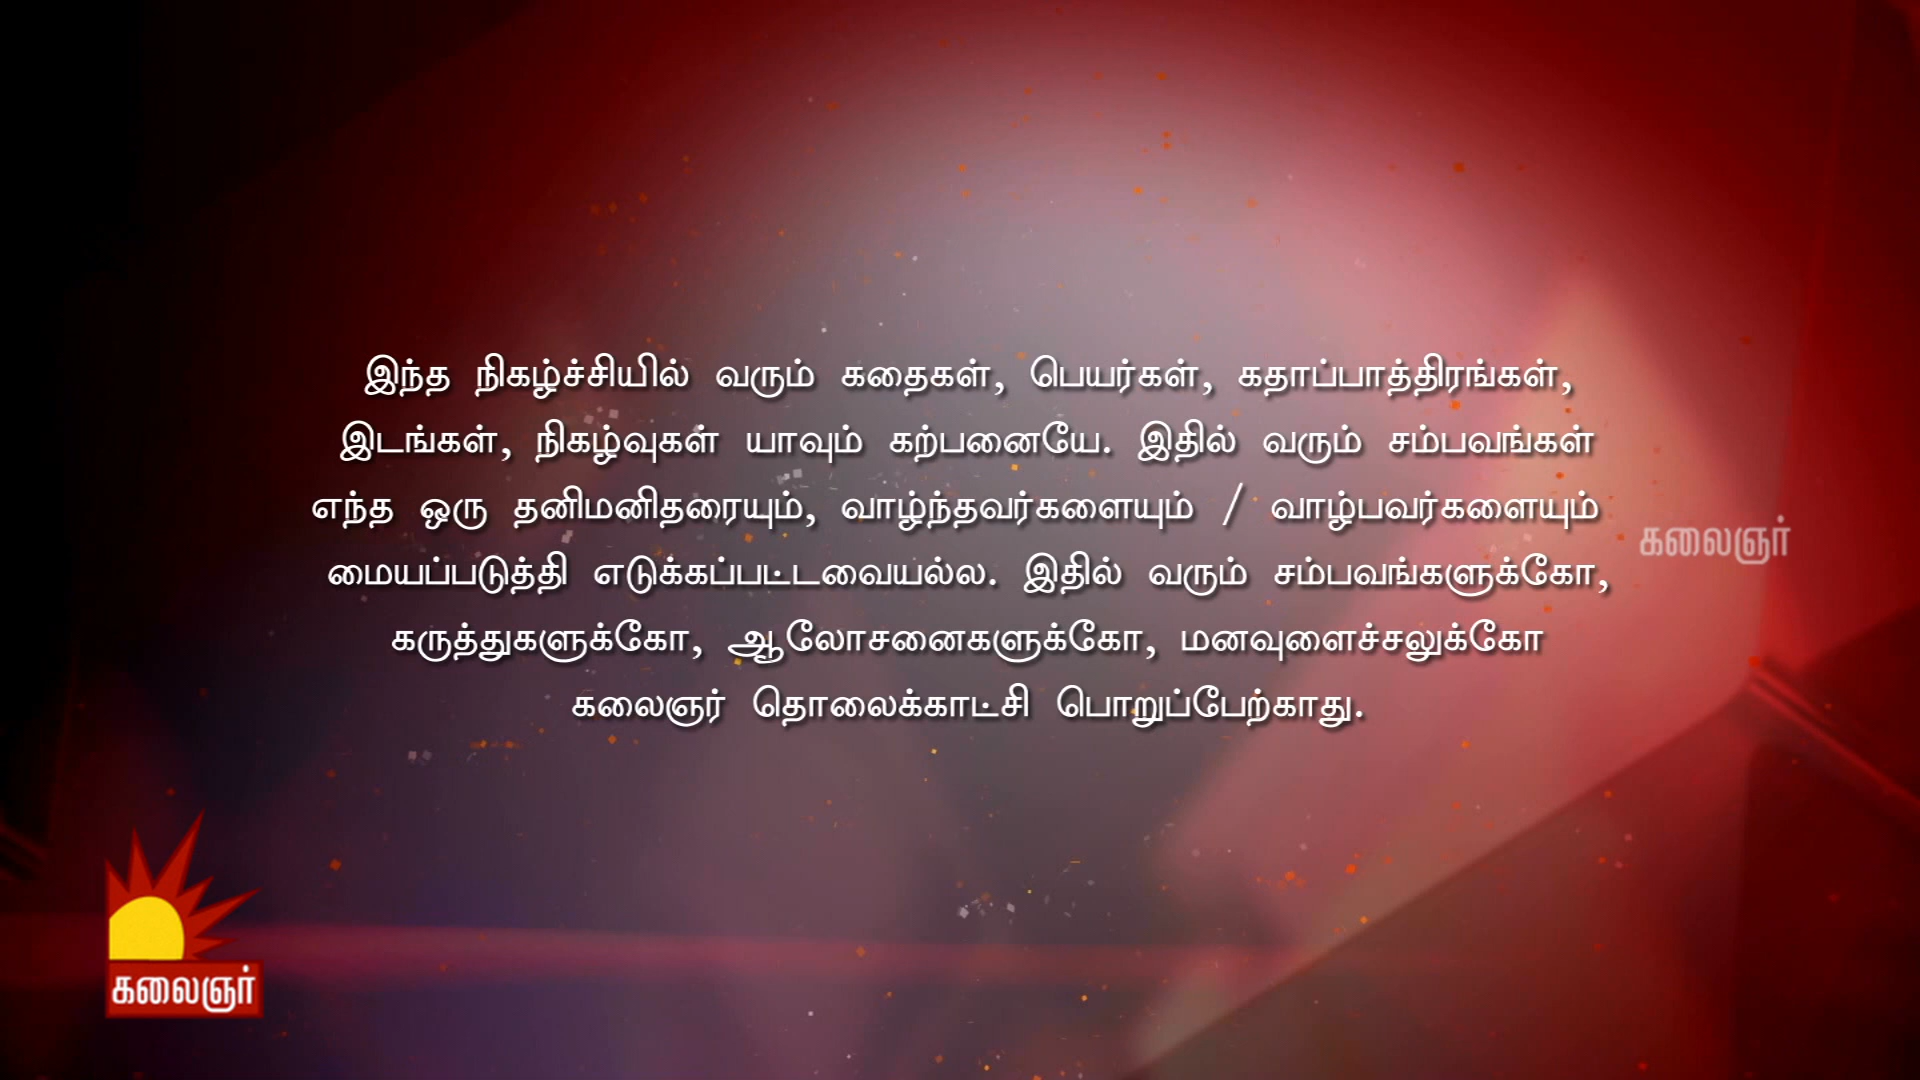 இந்த நிகழ்ச்சியில் வரும் கதைகள், பெயர்கள், கதாப்பாத்திரங்கள்,
இடங்கள், நிகழ்வுகள் யாவும் கற்பனையே. இதில் வரும் சம்பவங்கள்
எந்த ஒரு தனிமனிதரையும், வாழ்ந்தவர்களையும் / வாழ்பவர்களையும்
மையப்படுத்தி எடுக்கப்பட்டவையல்ல. இதில் வரும் சம்பவங்களுக்கோ,
கருத்துகளுக்கோ, ஆலோசனைகளுக்கோ, மனவுளைச்சலுக்கோ
கலைஞர் தொலைக்காட்சி பொறுப்பேற்காது.
கலைஞர்
கலைஞர்